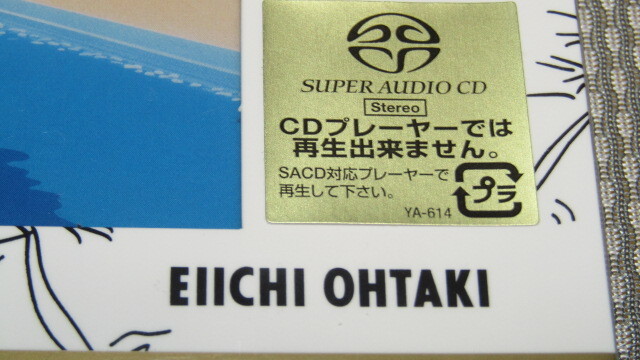 SUPER AUDIO CD
Stereo
CDプレーヤーでは
再生出来ません。
SACD対応プレーヤーで
再生して下さい。
プラ
YA-614
EIICHI OHTAKI